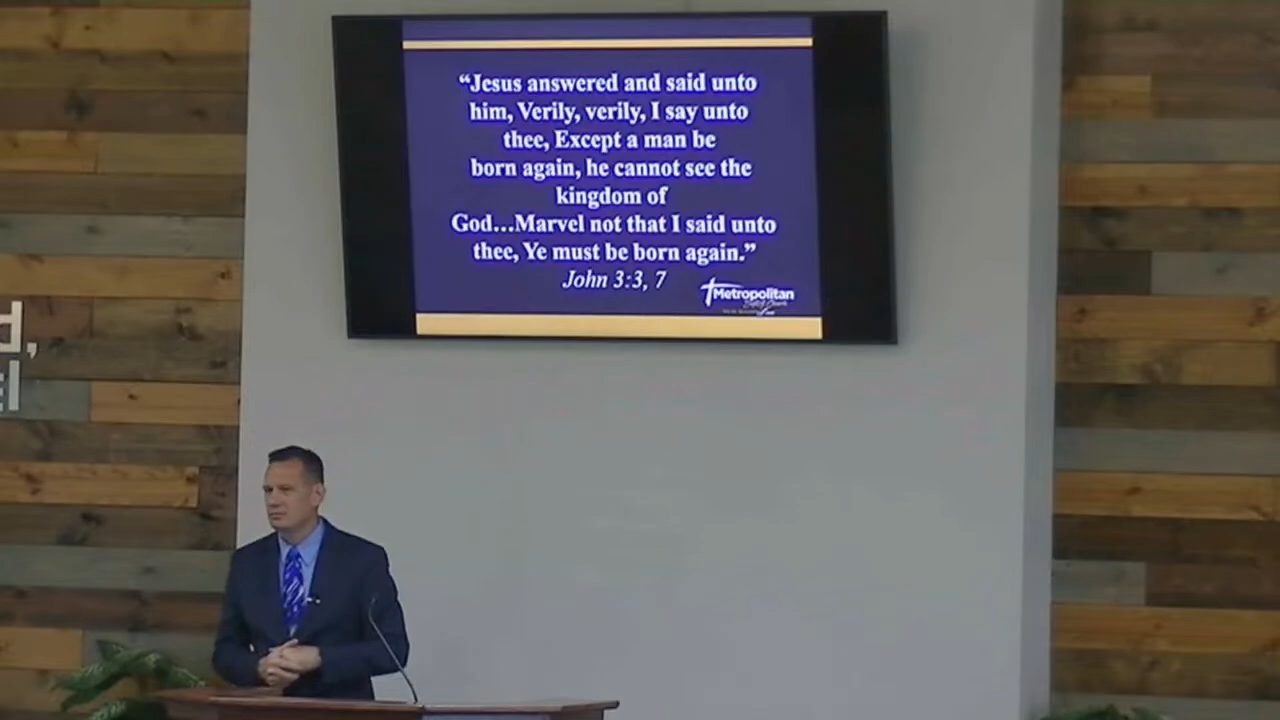 “Jesus answered and said unto
him, Verily, verily, I say unto
thee, Except a man be
born again, he cannot see the
kingdom of
God...Marvel not that I said unto
thee, Ye must be born again.”
John 3:3, 7
Metropolitan
Baptist Church